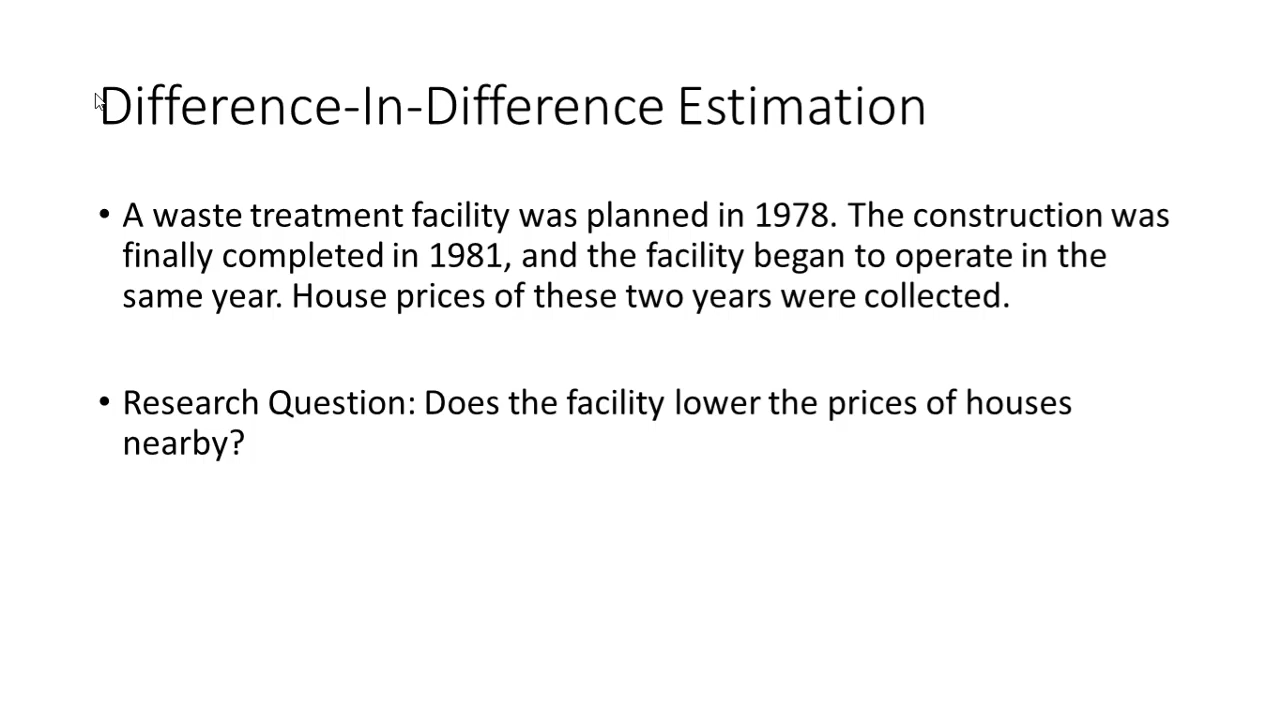 Difference-In-Difference Estimation
• A waste treatment facility was planned in 1978. The construction was
finally completed in 1981, and the facility began to operate in the
same year. House prices of these two years were collected.
• Research Question: Does the facility lower the prices of houses
nearby?